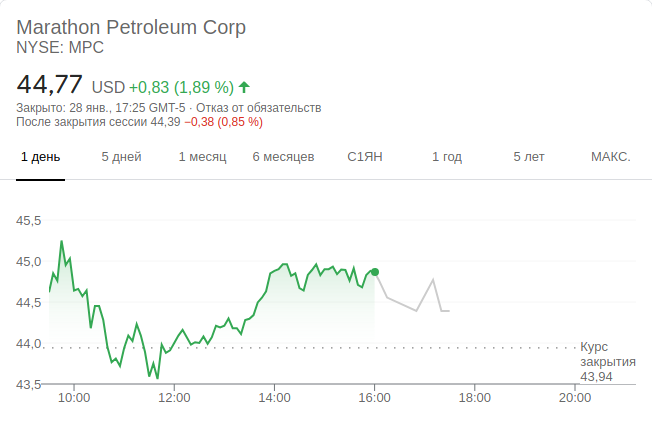 Marathon Petroleum Corp
NYSE: MPC
44,77 USD +0,83 (1,89 %)
Закрыто: 28 янв., 17:25 GMT-5 · Отказ от обязательств
После закрытия сессии 44,39 −0,38 (0,85 %)
1 день 5 дней 1 месяц 6 месяцев С1ЯН 1 год 5 лет МАКС.
45,5
45,0
44,5
44,0
43,5
Курс
закрытия
43,94
10:00 12:00 14:00 16:00 18:00 20:00